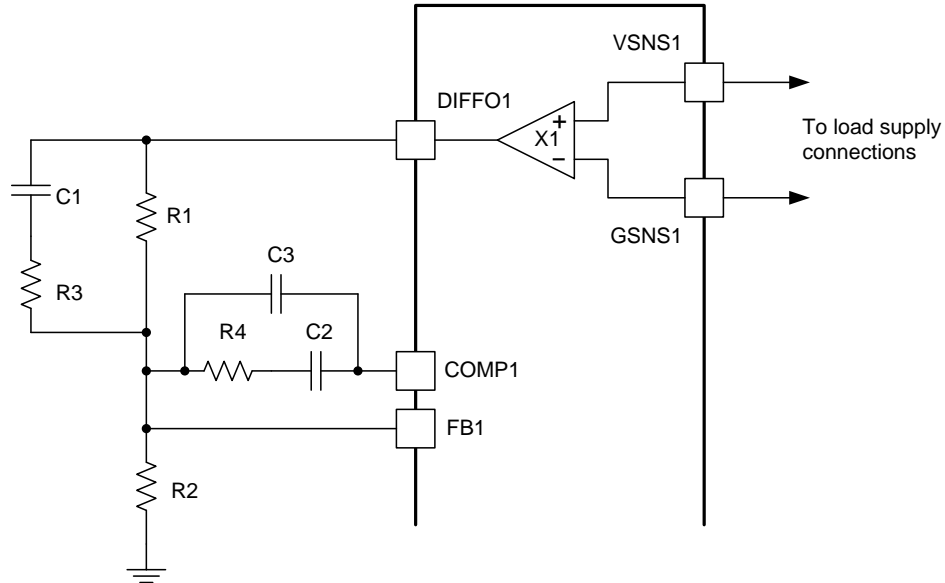 VSNS1
DIFFO1
+
X1
−
To load supply
connections
C1
R1
GSNS1
R3
C3
R4
C2
COMP1
FB1
R2